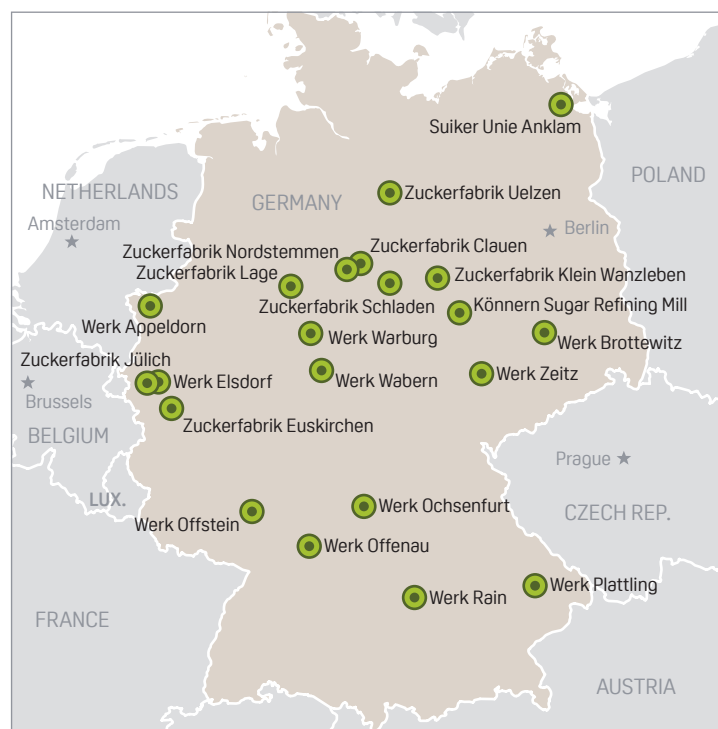 Suiker Unie Anklam
POLAND
NETHERLANDS
Zuckerfabrik Uelzen
GERMANY
Amsterdam
Berlin
Zuckerfabrik Clauen
Zuckerfabrik Nordstemmen
Zuckerfabrik Lage
Zuckerfabrik Klein Wanzleben
Zuckerfabrik Schladen
Könnern Sugar Refining Mill
Werk Appeldorn
Werk Warburg
Werk Brottewitz
Zuckerfabrik Jülich
Werk Elsdorf
Werk Wabern
Werk Zeitz
Brussels
Zuckerfabrik Euskirchen
BELGIUM
Prague
LUX.
Werk Ochsenfurt
CZECH REP.
Werk Offstein
Werk Offenau
Werk Plattling
Werk Rain
FRANCE
AUSTRIA